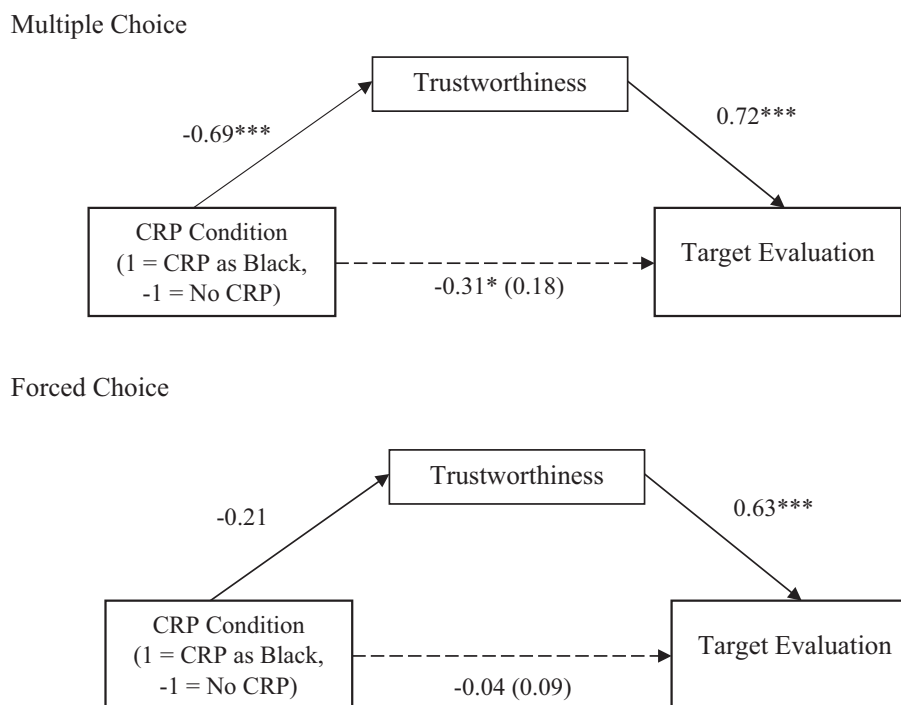 Multiple Choice
Trustworthiness
-0.69***
0.72***
CRP Condition
(1 = CRP as Black,
-1 = No CRP)
Target Evaluation
-0.31* (0.18)
Forced Choice
Trustworthiness
-0.21
0.63***
CRP Condition
(1 = CRP as Black,
-1 = No CRP)
Target Evaluation
-0.04 (0.09)